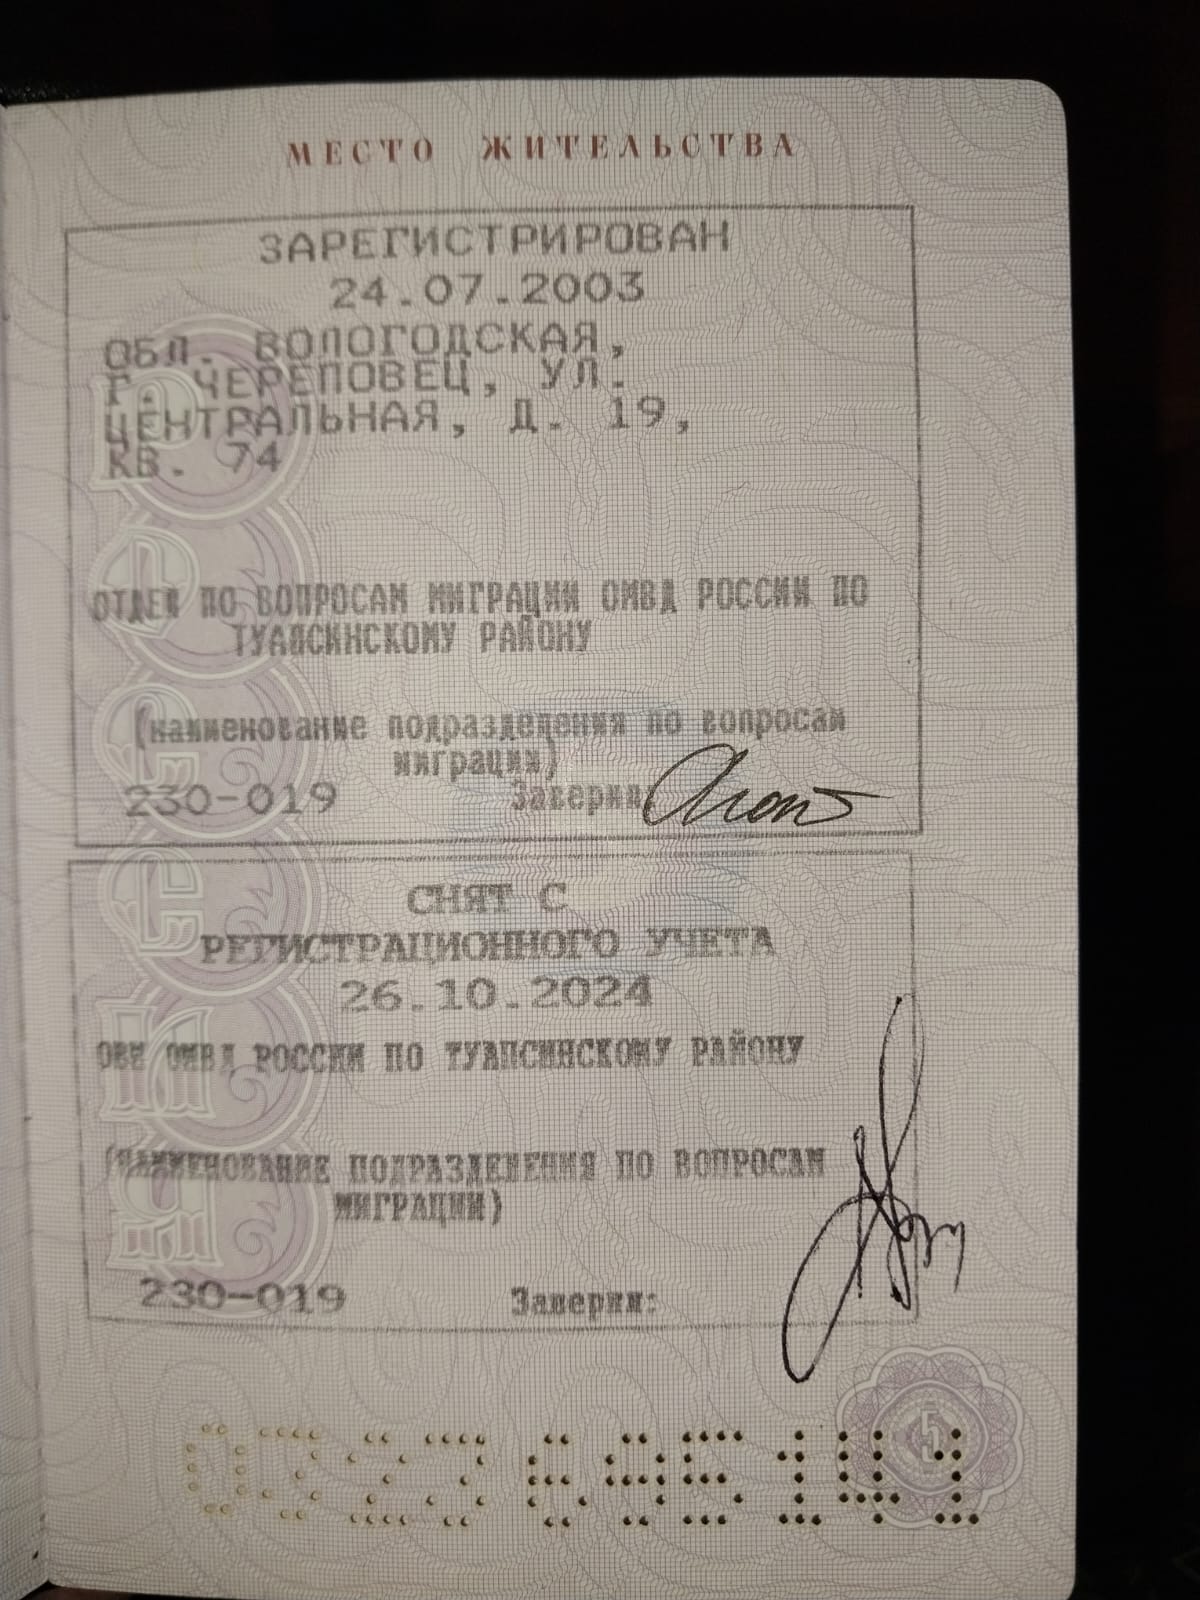 МЕСТО ЖИТЕЛЬСТВА
ЗАРЕГИСТРИРОВАН
24.07.2003
ОБЛ. ВОЛОГОДСКАЯ,
Г. ЧЕРЕПОВЕЦ, УЛ.
ЦЕНТРАЛЬНАЯ, Д. 19,
КВ. 74
ОТДЕЛ ПО ВОПРОСАМ МИГРАЦИИ ОМВД РОССИИ ПО
ТУАПСИНСКОМУ РАЙОНУ
(наименование подразделения по вопросам
миграции)
230-019 Заверил:
СНЯТ С
РЕГИСТРАЦИОННОГО УЧЕТА
26.10.2024
ОВМ ОМВД РОССИИ ПО ТУАПСИНСКОМУ РАЙОНУ
(НАИМЕНОВАНИЕ ПОДРАЗДЕЛЕНИЯ ПО ВОПРОСАМ
МИГРАЦИИ)
230-019 Заверил:
5